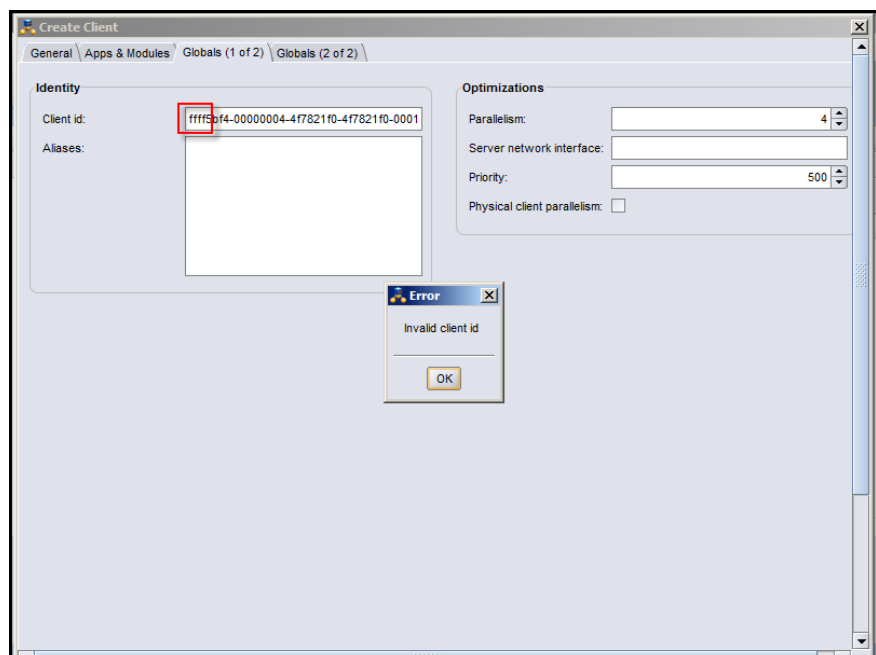 Create Client
General Apps & Modules Globals (1 of 2) Globals (2 of 2)
Identity
Client id: ffff5bf4-00000004-4f7821f0-4f7821f0-0001
Aliases:
Optimizations
Parallelism: 4
Server network interface:
Priority: 500
Physical client parallelism:
Error
Invalid client id
OK